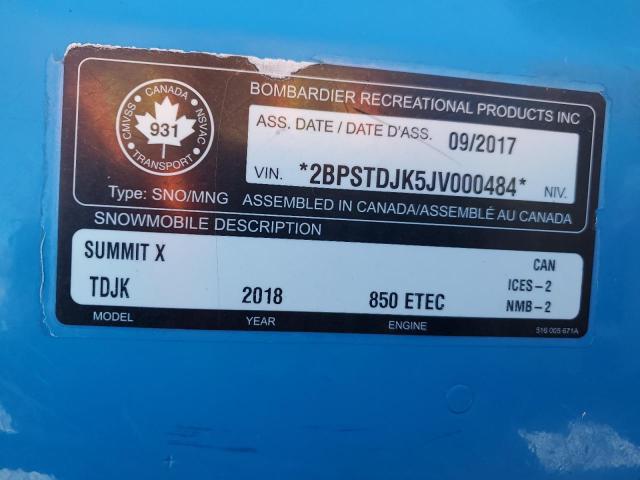 CANADA
CMVSS
931
NSVAC
TRANSPORT
BOMBARDIER RECREATIONAL PRODUCTS INC
ASS. DATE / DATE D'ASS. 09/2017
VIN. *2BPSTDJK5JV000484* NIV.
Type: SNO/MNG ASSEMBLED IN CANADA/ASSEMBLÉ AU CANADA
SNOWMOBILE DESCRIPTION
SUMMIT X CAN
ICES-2
TDJK 2018 850 ETEC NMB-2
MODEL YEAR ENGINE 516 005 671A